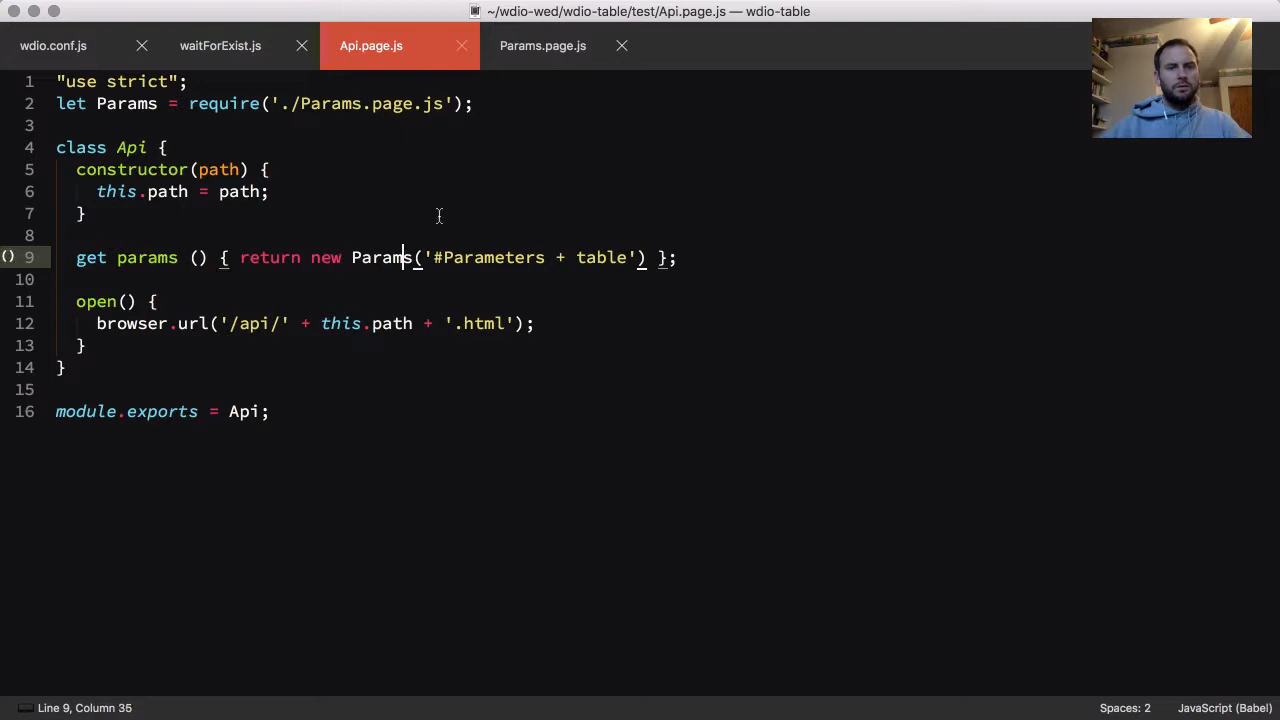 ~/wdio-wed/wdio-table/test/Api.page.js — wdio-table
wdio.conf.js
waitForExist.js
Api.page.js
Params.page.js
1 "use strict";
2 let Params = require('./Params.page.js');
3
4 class Api {
5 constructor(path) {
6 this.path = path;
7 }
8
9 get params () { return new Params('#Parameters + table') };
10
11 open() {
12 browser.url('/api/' + this.path + '.html');
13 }
14 }
15
16 module.exports = Api;
Line 9, Column 35
Spaces: 2
JavaScript (Babel)